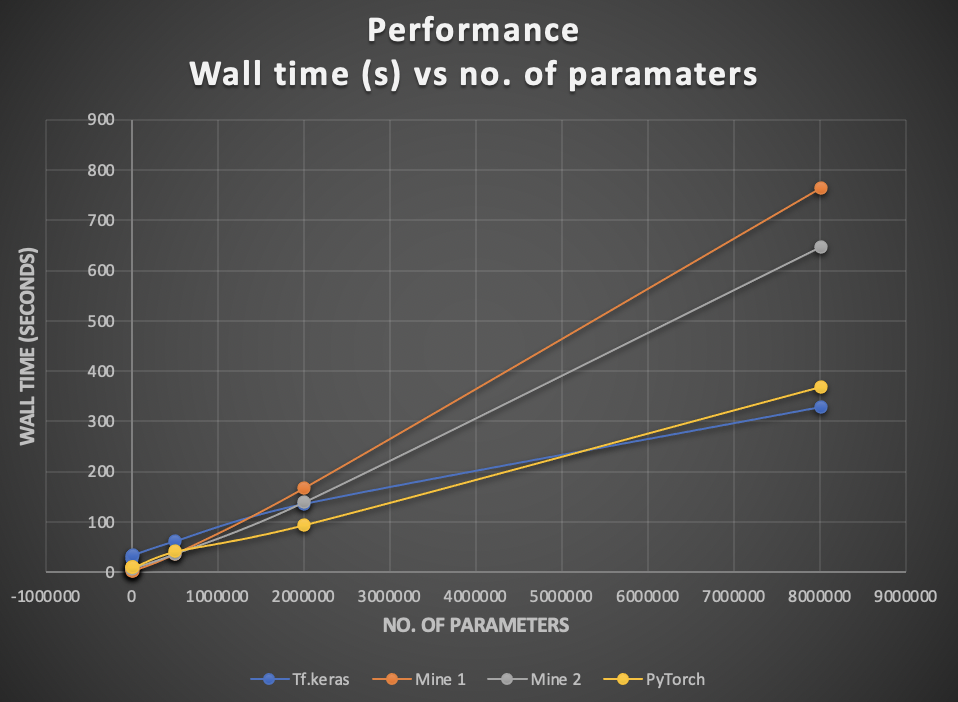 Performance
Wall time (s) vs no. of paramaters
900
800
700
600
500
400
300
200
100
0
WALL TIME (SECONDS)
-1000000 0 1000000 2000000 3000000 4000000 5000000 6000000 7000000 8000000 9000000
NO. OF PARAMETERS
Tf.keras Mine 1 Mine 2 PyTorch